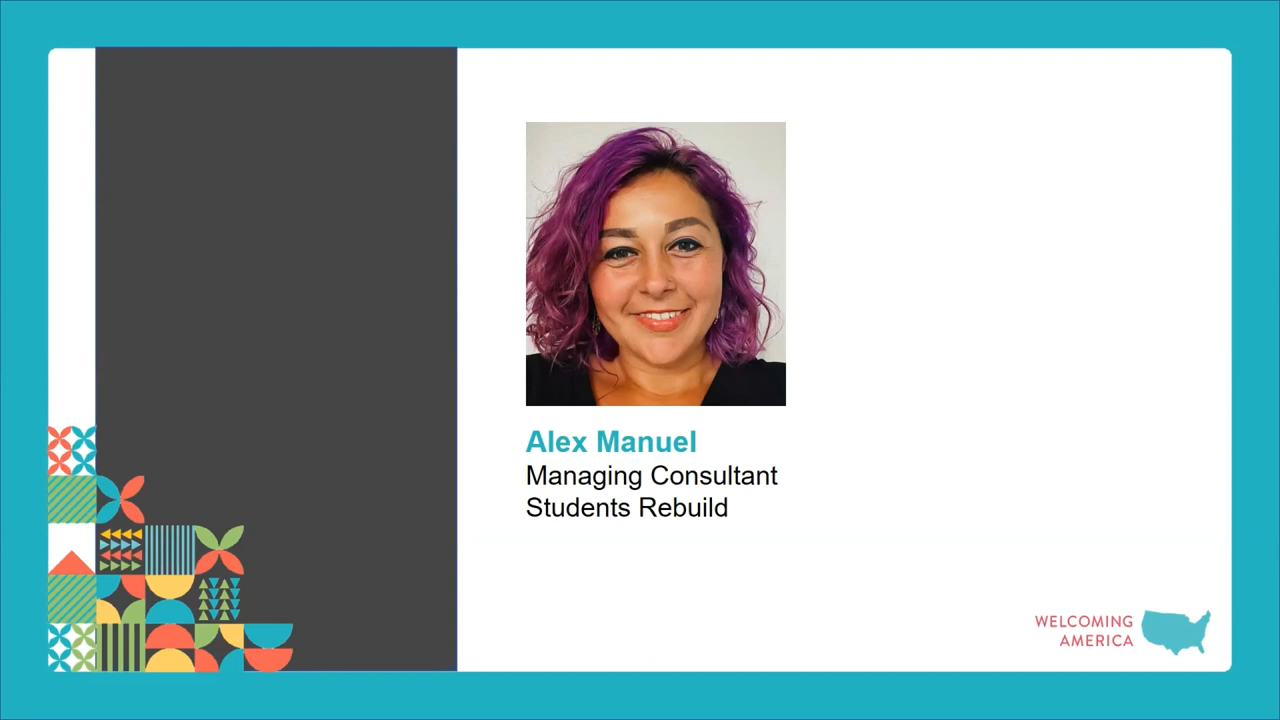 Alex Manuel
Managing Consultant
Students Rebuild
WELCOMING
AMERICA